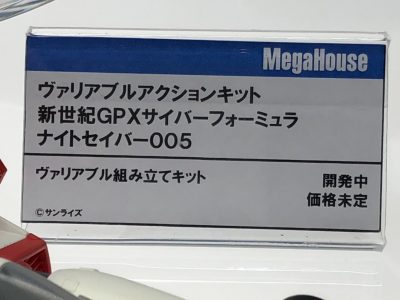 MegaHouse
ヴァリアブルアクションキット
新世紀GPXサイバーフォーミュラ
ナイトセイバー005
ヴァリアブル組み立てキット
開発中
価格未定
©サンライズ